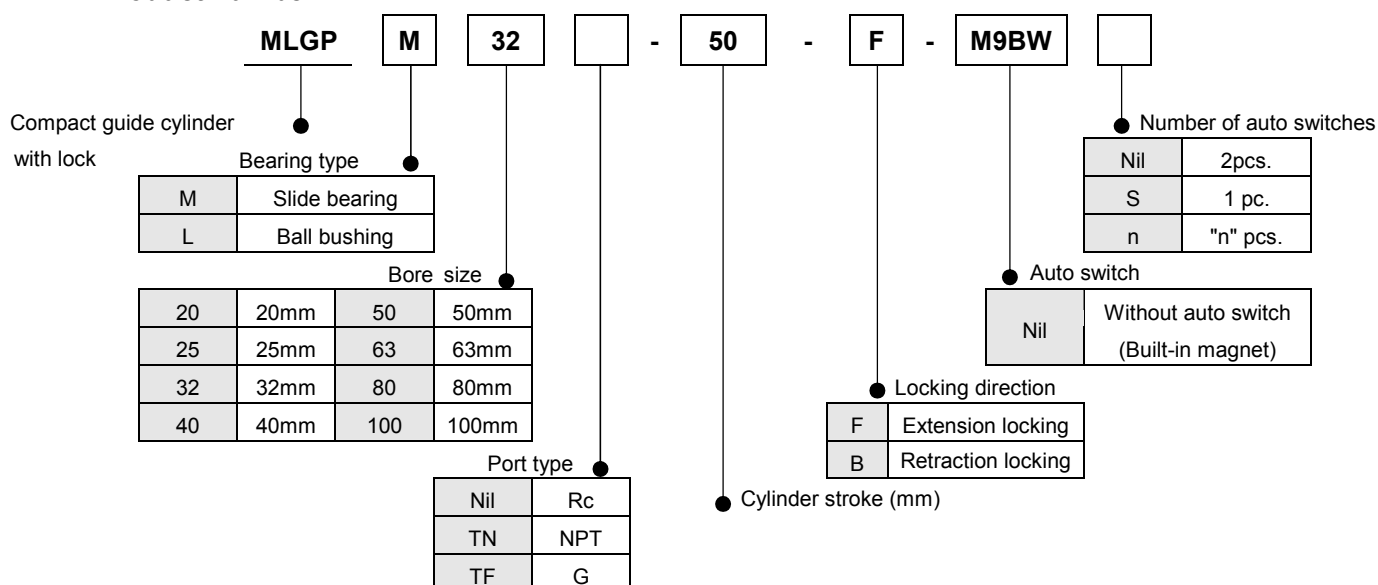 MLGP M 32 - 50 - F - M9BW
Compact guide cylinder
with lock
Number of auto switches
Nil 2pcs.
S 1 pc.
n "n" pcs.
Bearing type
M Slide bearing
L Ball bushing
Bore size
20 20mm 50 50mm
25 25mm 63 63mm
32 32mm 80 80mm
40 40mm 100 100mm
Auto switch
Nil Without auto switch
(Built-in magnet)
Locking direction
F Extension locking
B Retraction locking
Port type
Nil Rc
TN NPT
TF G
Cylinder stroke (mm)